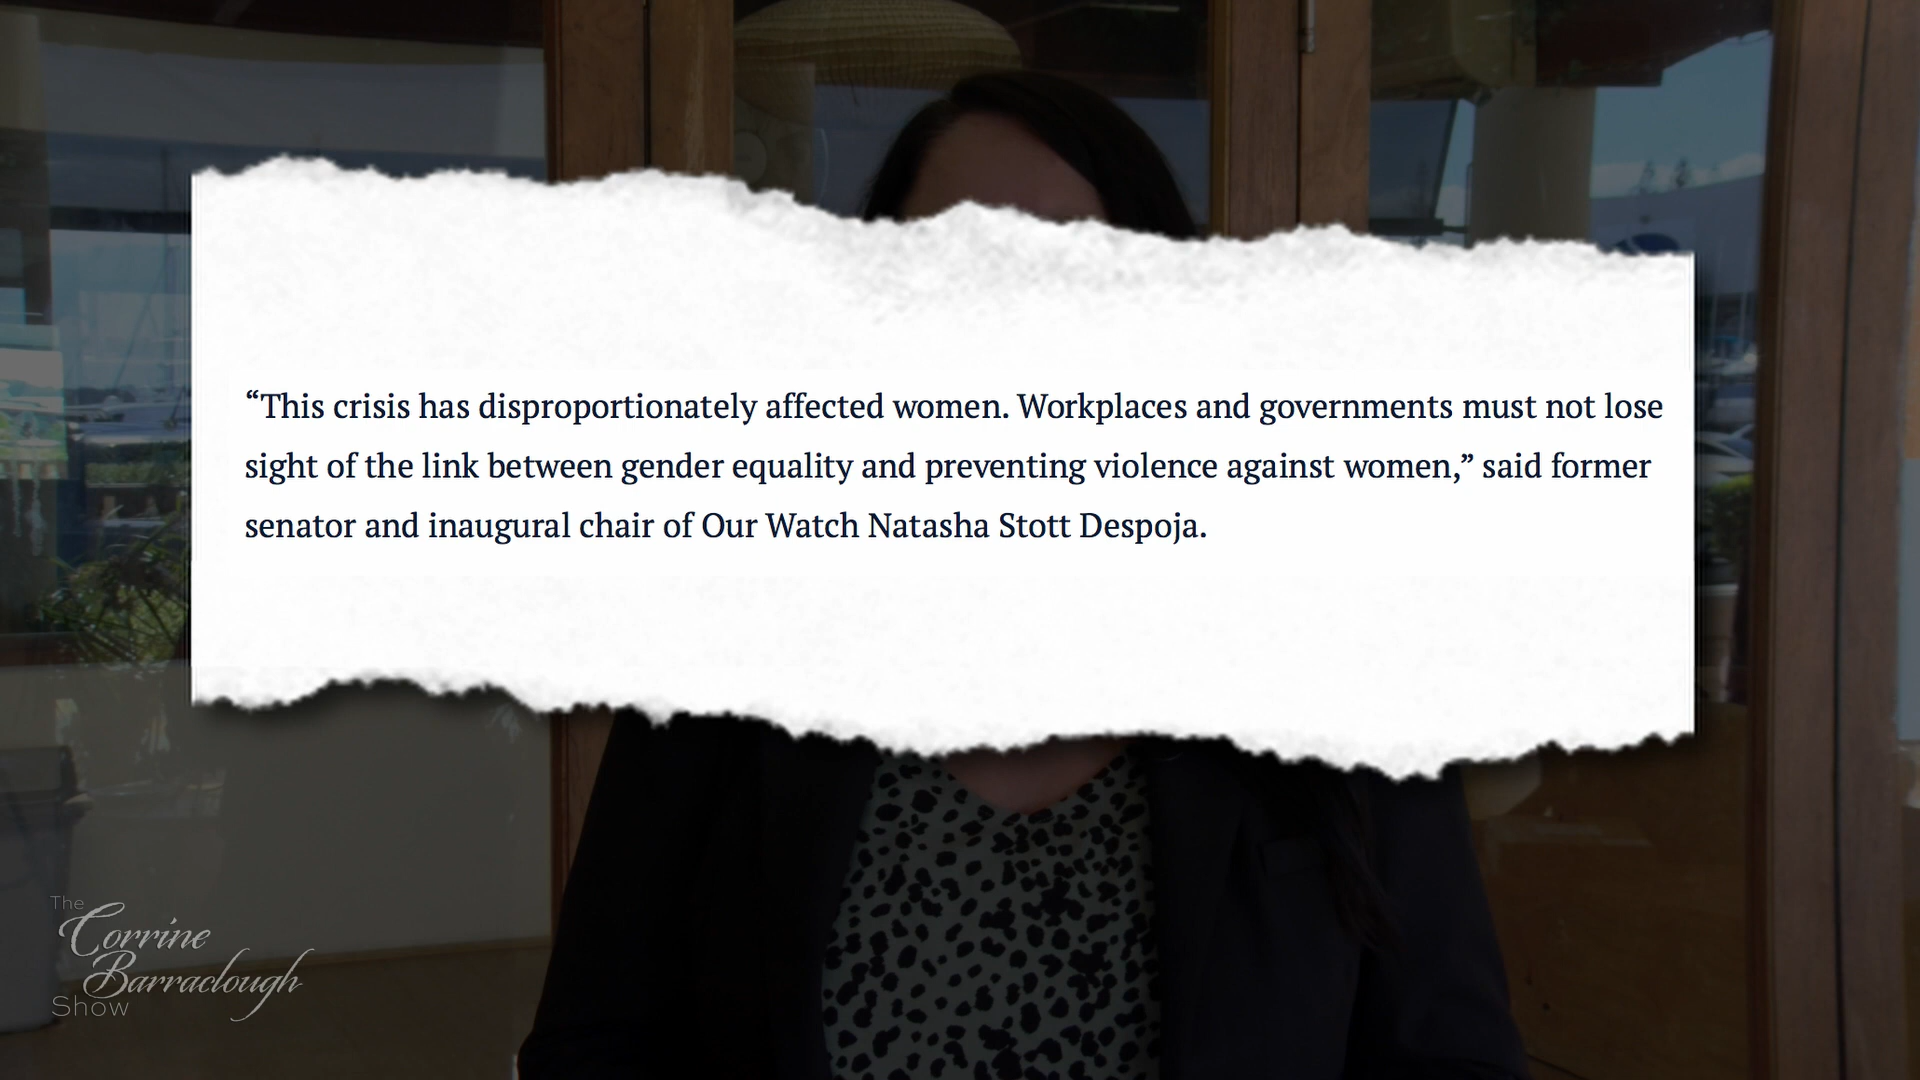 “This crisis has disproportionately affected women. Workplaces and governments must not lose
sight of the link between gender equality and preventing violence against women,” said former
senator and inaugural chair of Our Watch Natasha Stott Despoja.
The
Corrine
Barraclough
Show